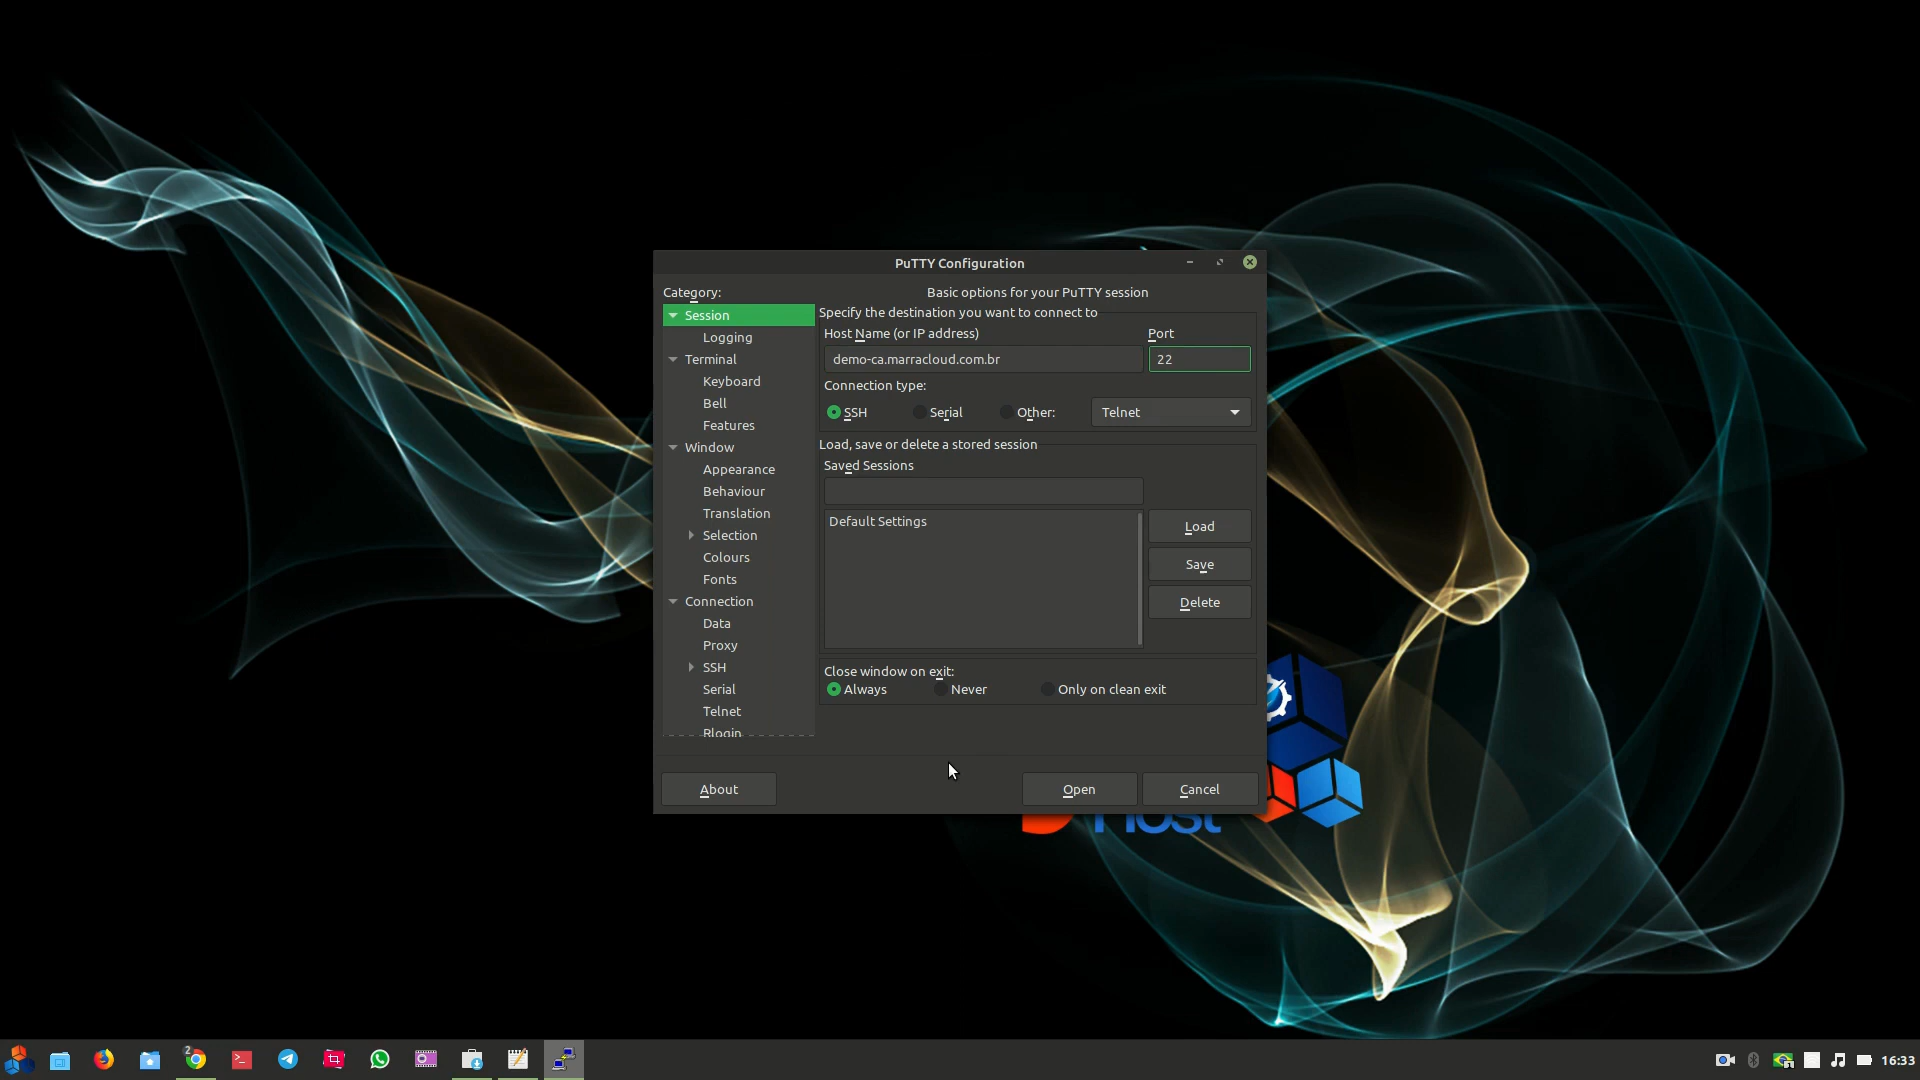 PuTTY Configuration
Category:
Basic options for your PuTTY session
Session
Logging
Terminal
Keyboard
Bell
Features
Window
Appearance
Behaviour
Translation
Selection
Colours
Fonts
Connection
Data
Proxy
SSH
Serial
Telnet
Rlogin
Specify the destination you want to connect to
Host Name (or IP address) Port
demo-ca.marracloud.com.br 22
Connection type:
SSH Serial Other: Telnet
Load, save or delete a stored session
Saved Sessions
Default Settings
Load
Save
Delete
Close window on exit:
Always Never Only on clean exit
About Open Cancel
Host
2
1
16:33